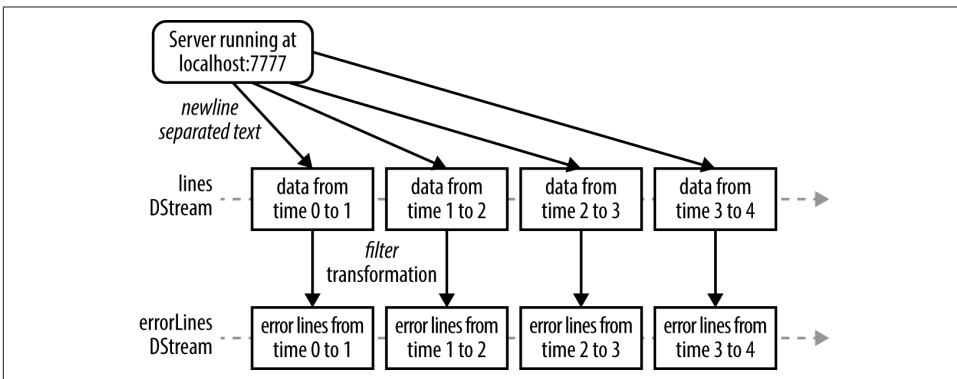 Server running at
localhost:7777
newline
separated text
lines
DStream
data from
time 0 to 1
data from
time 1 to 2
data from
time 2 to 3
data from
time 3 to 4
filter
transformation
errorLines
DStream
error lines from
time 0 to 1
error lines from
time 1 to 2
error lines from
time 2 to 3
error lines from
time 3 to 4